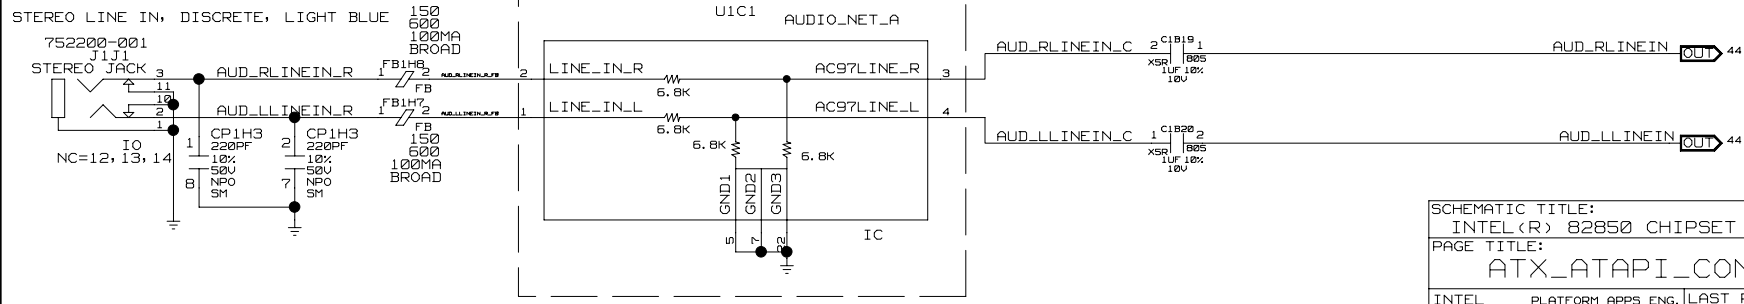 STEREO LINE IN, DISCRETE, LIGHT BLUE
150
600
100MA
BROAD
U1C1
AUDIO_NET_A
752200-001
J1J1
STEREO JACK
3
11
10
2
1
IO
NC=12,13,14
AUD_RLINEIN_R
AUD_LLINEIN_R
1
FB1H8
2
FB
AUD_RLINEIN_R_FB
1
FB1H7
2
FB
AUD_LLINEIN_R_FB
150
600
100MA
BROAD
CP1H3
1
220PF
10%
50V
NPO
8
SM
CP1H3
2
220PF
10%
50V
NPO
7
SM
2
LINE_IN_R
6.8K
AC97LINE_R
3
1
LINE_IN_L
6.8K
AC97LINE_L
4
6.8K
6.8K
GND1
GND2
GND3
5
7
22
IC
AUD_RLINEIN_C
2
C1B19
1
X5R
805
1UF 10%
10V
AUD_RLINEIN
OUT
44
AUD_LLINEIN_C
1
C1B20
2
X5R
805
1UF 10%
10V
AUD_LLINEIN
OUT
44
SCHEMATIC TITLE:
INTEL(R) 82850 CHIPSET
PAGE TITLE:
ATX_ATAPI_CON
INTEL
PLATFORM APPS ENG.
LAST